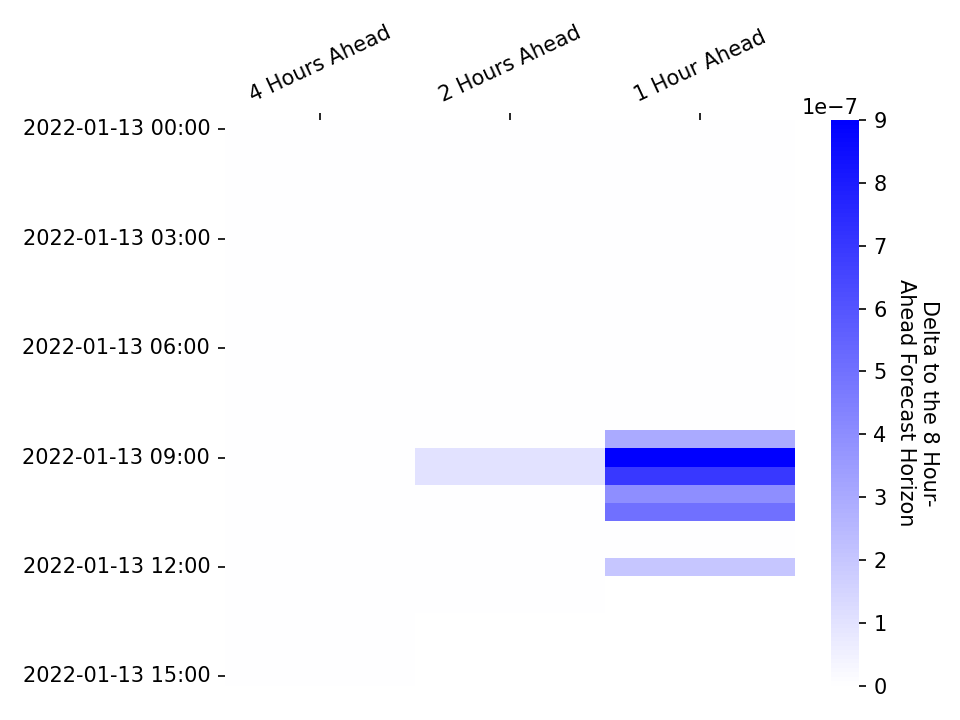 4 Hours Ahead
2 Hours Ahead
1 Hour Ahead
2022-01-13 00:00
2022-01-13 03:00
2022-01-13 06:00
2022-01-13 09:00
2022-01-13 12:00
2022-01-13 15:00
1e−7
9
8
7
6
5
4
3
2
1
0
Delta to the 8 Hour-
Ahead Forecast Horizon